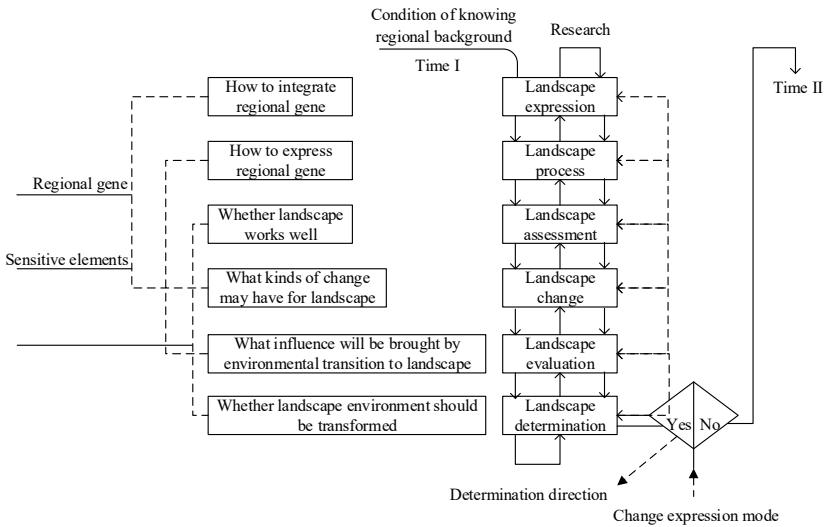 Condition of knowing
regional background
Time I
Research
Time II
How to integrate
regional gene
Landscape
expression
How to express
regional gene
Landscape
process
Regional gene
Whether landscape
works well
Landscape
assessment
Sensitive elements
What kinds of change
may have for landscape
Landscape
change
What influence will be brought by
environmental transition to landscape
Landscape
evaluation
Whether landscape environment should
be transformed
Landscape
determination
Yes
No
Determination direction
Change expression mode